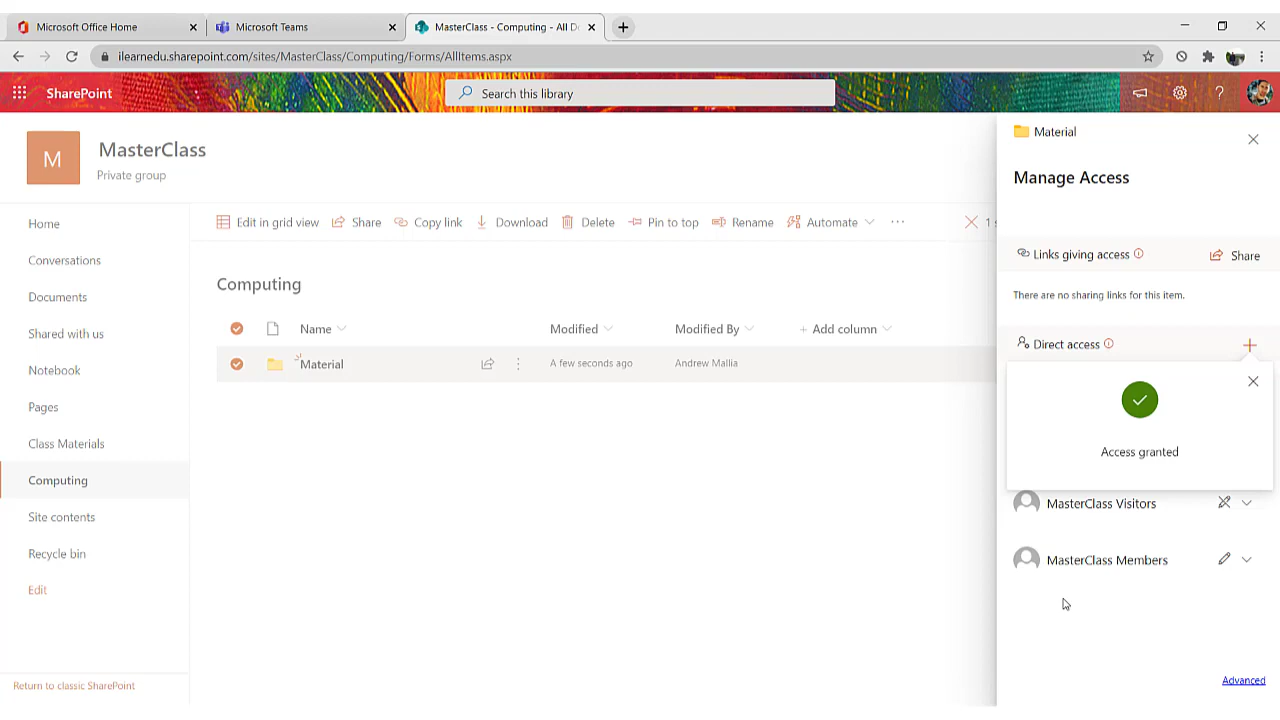 Microsoft Office Home
Microsoft Teams
MasterClass - Computing - All Do
ilearnedu.sharepoint.com/sites/MasterClass/Computing/Forms/AllItems.aspx
SharePoint
Search this library
M
MasterClass
Private group
Home
Conversations
Documents
Shared with us
Notebook
Pages
Class Materials
Computing
Site contents
Recycle bin
Edit
Return to classic SharePoint
Edit in grid view
Share
Copy link
Download
Delete
Pin to top
Rename
Automate
1 s
Computing
Name
Modified
Modified By
Add column
Material
A few seconds ago
Andrew Mallia
Material
Manage Access
Links giving access
Share
There are no sharing links for this item.
Direct access
Access granted
MasterClass Visitors
MasterClass Members
Advanced